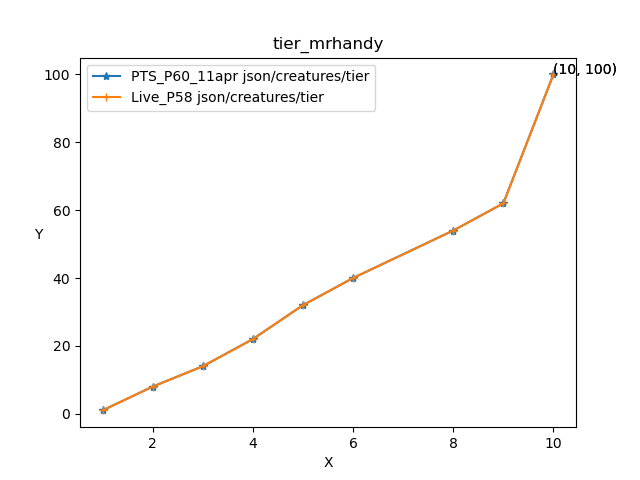 tier_mrhandy
PTS_P60_11apr json/creatures/tier
Live_P58 json/creatures/tier
(10, 100)
100
80
60
40
20
0
Y
2
4
6
8
10
X